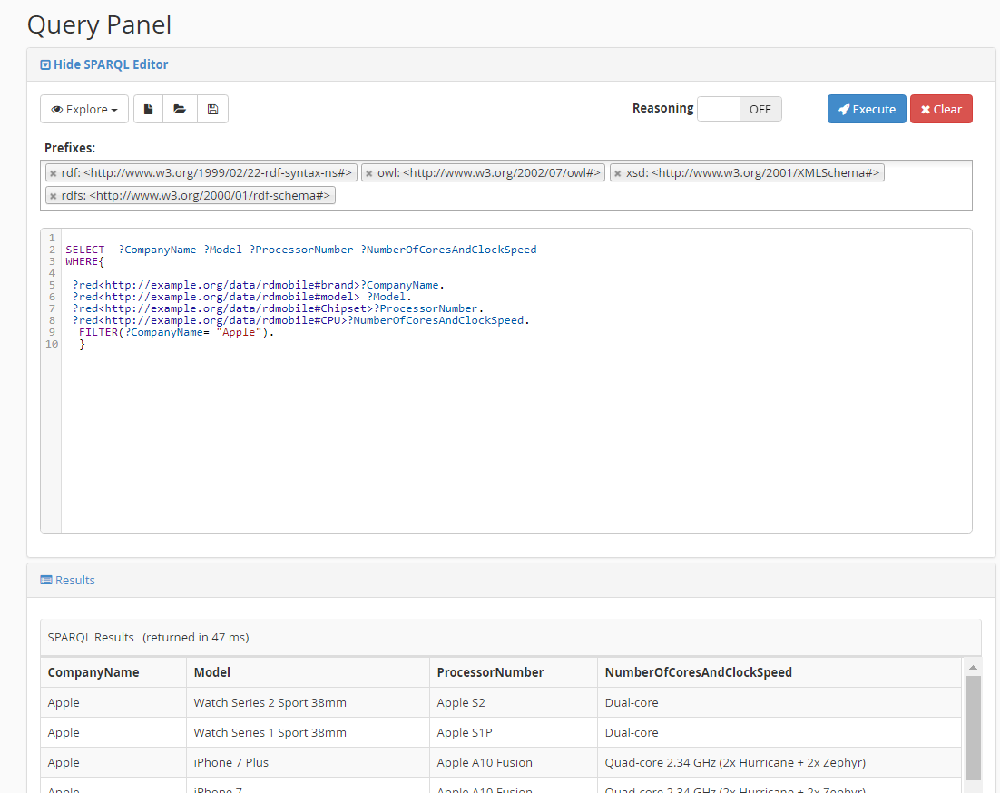 Query Panel
Hide SPARQL Editor
Explore
Reasoning OFF Execute Clear
Prefixes:
rdf: <http://www.w3.org/1999/02/22-rdf-syntax-ns#> owl: <http://www.w3.org/2002/07/owl#> xsd: <http://www.w3.org/2001/XMLSchema#>
rdfs: <http://www.w3.org/2000/01/rdf-schema#>
1
2 SELECT  ?CompanyName ?Model ?ProcessorNumber ?NumberOfCoresAndClockSpeed
3 WHERE{
4
5 ?red<http://example.org/data/rdmobile#brand>?CompanyName.
6 ?red<http://example.org/data/rdmobile#model> ?Model.
7 ?red<http://example.org/data/rdmobile#Chipset>?ProcessorNumber.
8 ?red<http://example.org/data/rdmobile#CPU>?NumberOfCoresAndClockSpeed.
9 FILTER(?CompanyName= "Apple").
10 }
Results
SPARQL Results (returned in 47 ms)
CompanyName Model ProcessorNumber NumberOfCoresAndClockSpeed
Apple Watch Series 2 Sport 38mm Apple S2 Dual-core
Apple Watch Series 1 Sport 38mm Apple S1P Dual-core
Apple iPhone 7 Plus Apple A10 Fusion Quad-core 2.34 GHz (2x Hurricane + 2x Zephyr)
Apple iPhone 7 Apple A10 Fusion Quad-core 2.34 GHz (2x Hurricane + 2x Zephyr)